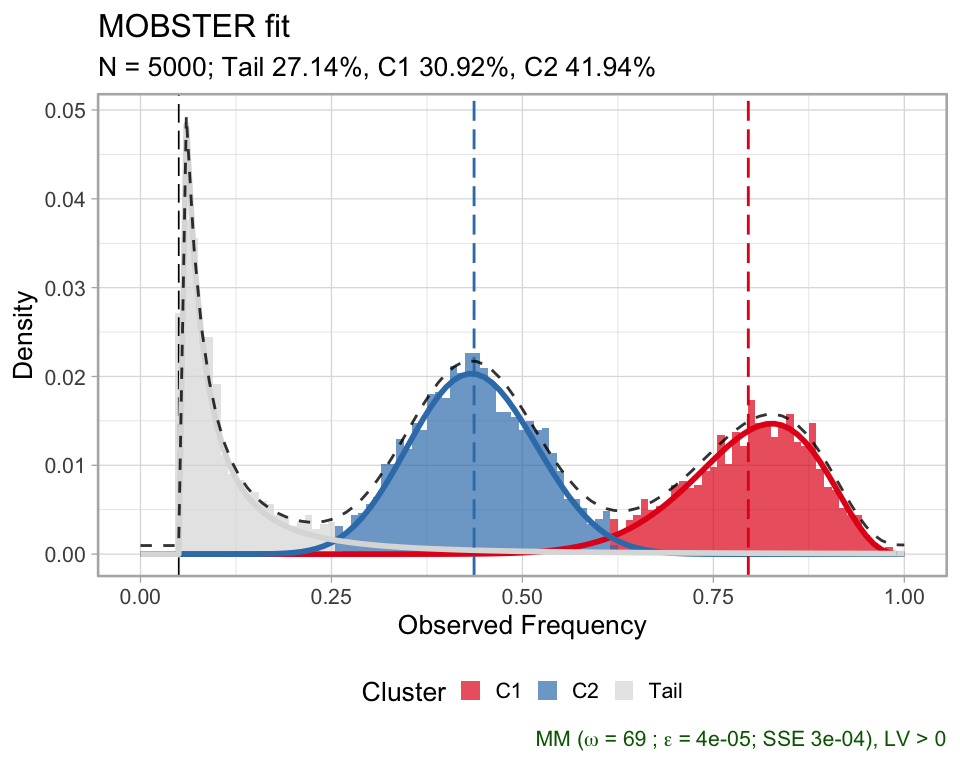 MOBSTER fit
N = 5000; Tail 27.14%, C1 30.92%, C2 41.94%
0.05
0.04
0.03
0.02
0.01
0.00
Density
0.00 0.25 0.50 0.75 1.00
Observed Frequency
Cluster C1 C2 Tail
MM (ω = 69 ; ε = 4e-05; SSE 3e-04), LV > 0